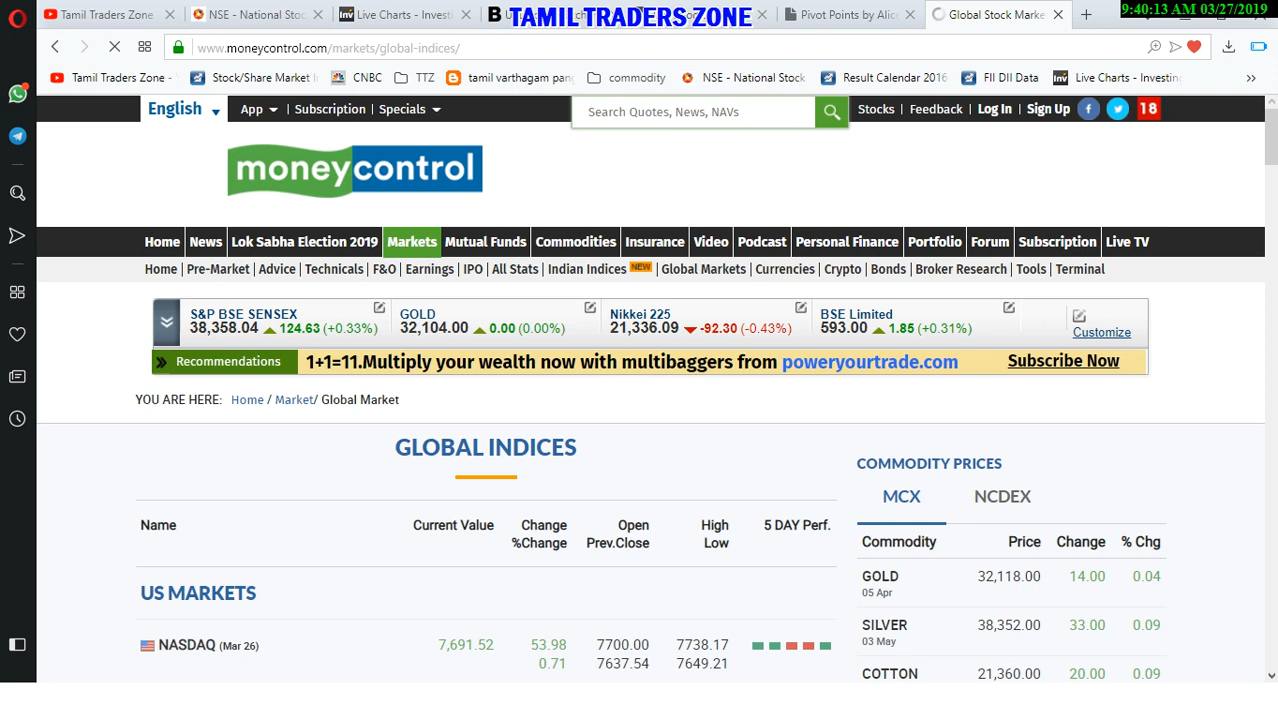 TAMIL TRADERS ZONE
9:40:13 AM 03/27/2019
Tamil Traders Zone
NSE - National Stoc
Live Charts - Investi
Pivot Points by Alic
Global Stock Marke
www.moneycontrol.com/markets/global-indices/
Tamil Traders Zone -
Stock/Share Market I
CNBC
TTZ
tamil varthagam pan
commodity
NSE - National Stock
Result Calendar 2016
FII DII Data
Live Charts - Investin
English
App
Subscription
Specials
Search Quotes, News, NAVs
Stocks
Feedback
Log In
Sign Up
18
moneycontrol
Home News Lok Sabha Election 2019 Markets Mutual Funds Commodities Insurance Video Podcast Personal Finance Portfolio Forum Subscription Live TV
Home | Pre-Market | Advice | Technicals | F&O | Earnings | IPO | All Stats | Indian Indices NEW | Global Markets | Currencies | Crypto | Bonds | Broker Research | Tools | Terminal
S&P BSE SENSEX
38,358.04 124.63 (+0.33%)
GOLD
32,104.00 0.00 (0.00%)
Nikkei 225
21,336.09 -92.30 (-0.43%)
BSE Limited
593.00 1.85 (+0.31%)
Customize
Recommendations
1+1=11.Multiply your wealth now with multibaggers from poweryourtrade.com
Subscribe Now
YOU ARE HERE: Home / Market/ Global Market
GLOBAL INDICES
Name
Current Value
Change
%Change
Open
Prev.Close
High
Low
5 DAY Perf.
US MARKETS
NASDAQ (Mar 26) 7,691.52 53.98 7700.00 7738.17
0.71 7637.54 7649.21
COMMODITY PRICES
MCX NCDEX
Commodity Price Change % Chg
GOLD 32,118.00 14.00 0.04
05 Apr
SILVER 38,352.00 33.00 0.09
03 May
COTTON 21,360.00 20.00 0.09